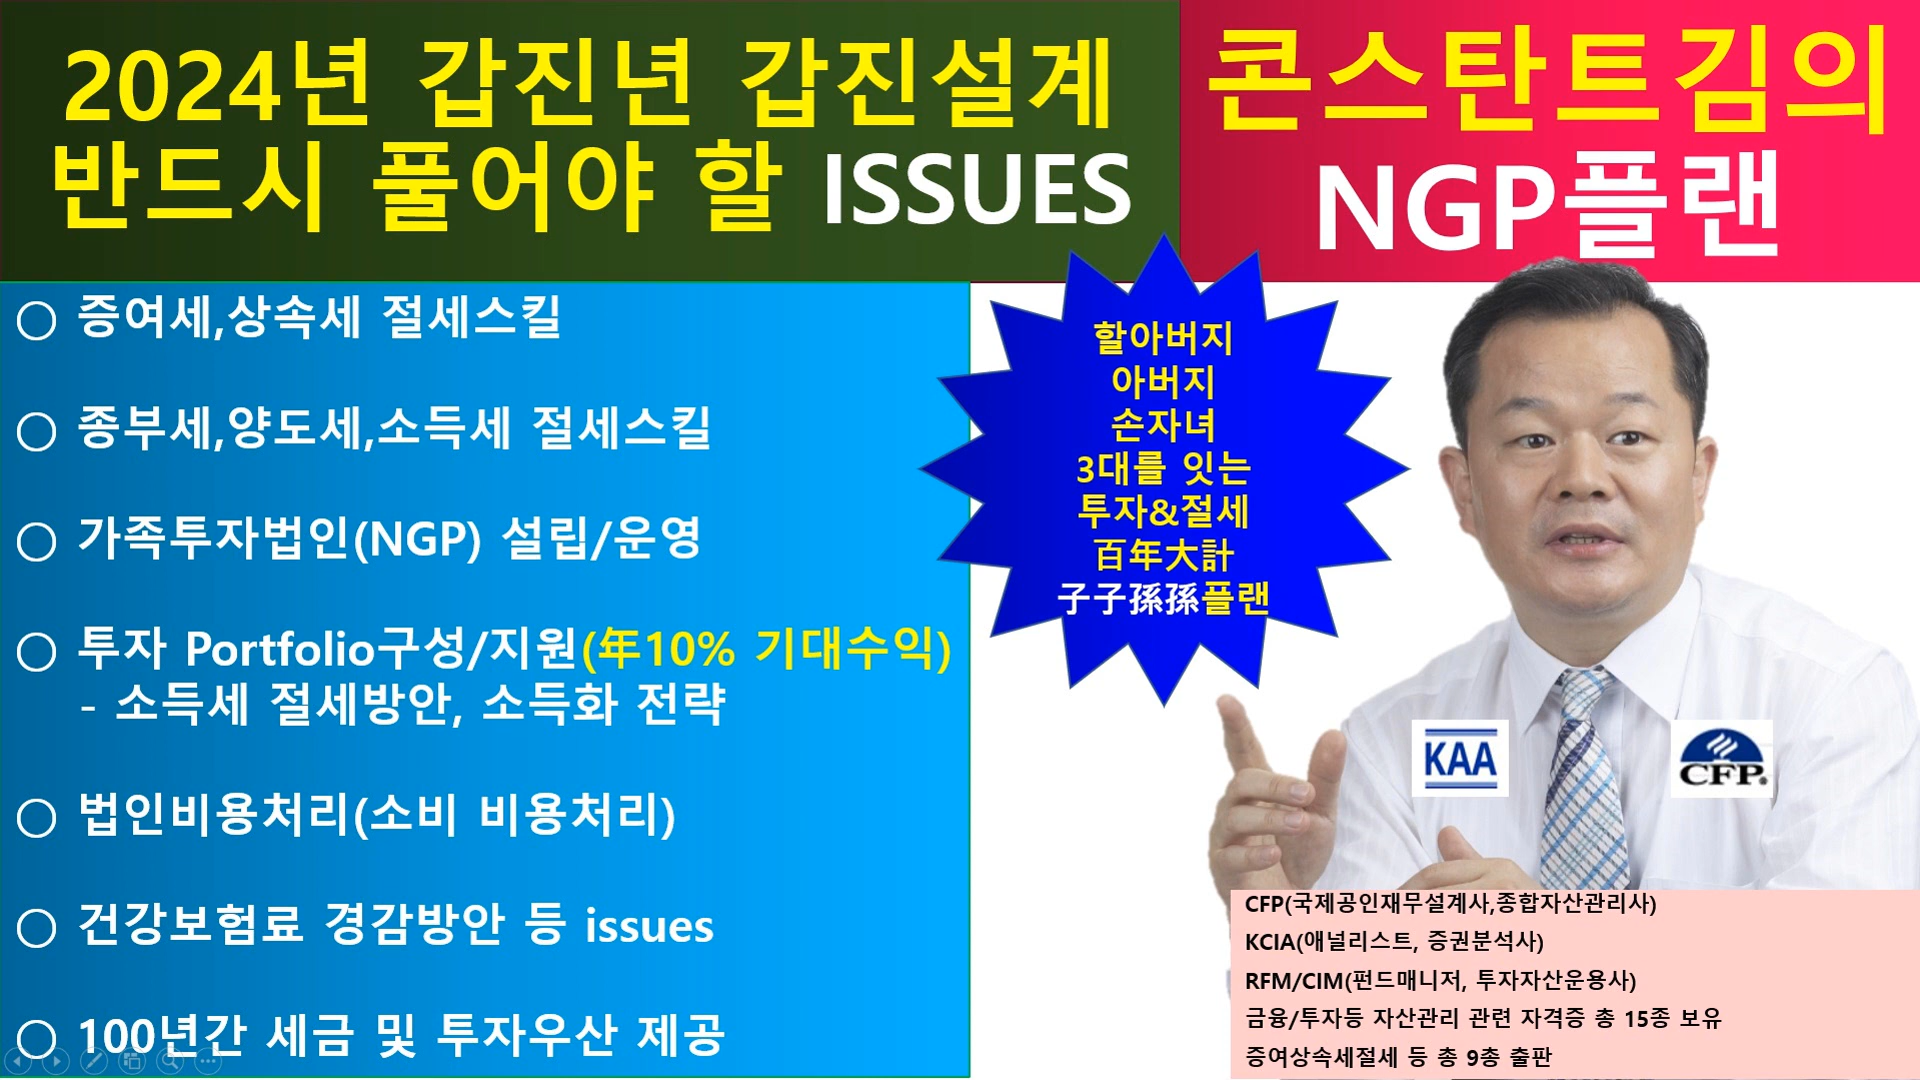 2024년 갑진년 갑진설계
반드시 풀어야 할 ISSUES
콘스탄트김의
NGP플랜
○ 증여세,상속세 절세스킬
○ 종부세,양도세,소득세 절세스킬
○ 가족투자법인(NGP) 설립/운영
○ 투자 Portfolio구성/지원(年10% 기대수익)
- 소득세 절세방안, 소득화 전략
○ 법인비용처리(소비 비용처리)
○ 건강보험료 경감방안 등 issues
○ 100년간 세금 및 투자우산 제공
할아버지
아버지
손자녀
3대를 잇는
투자&절세
百年大計
子子孫孫플랜
KAA
CFP®
CFP(국제공인재무설계사,종합자산관리사)
KCIA(애널리스트, 증권분석사)
RFM/CIM(펀드매니저, 투자자산운용사)
금융/투자등 자산관리 관련 자격증 총 15종 보유
증여상속세절세 등 총 9총 출판